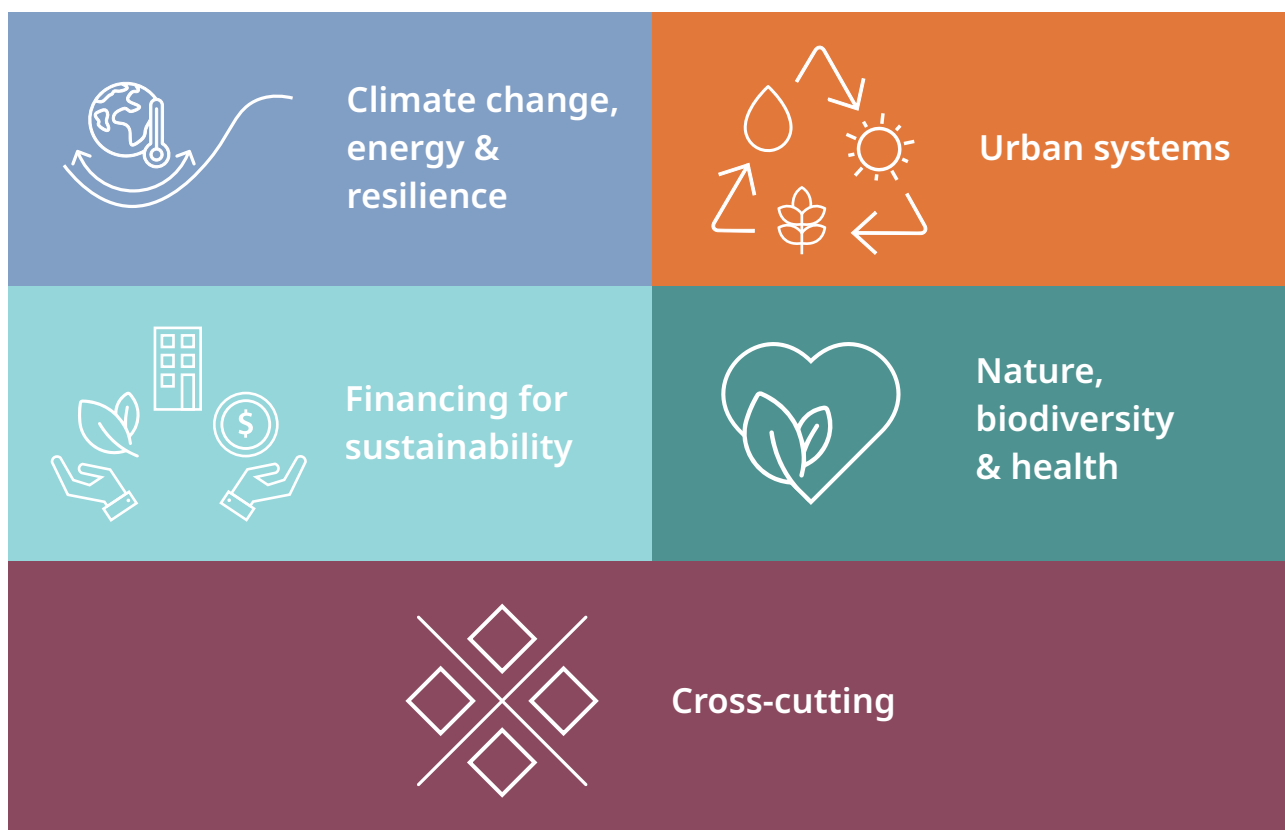 Climate change,
energy &
resilience
Urban systems
$
Financing for
sustainability
Nature,
biodiversity
& health
Cross-cutting